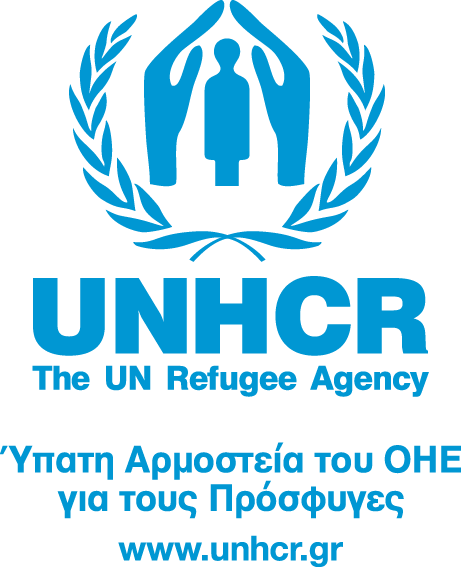 UNHCR
The UN Refugee Agency
Ύπατη Αρμοστεία του ΟΗΕ
για τους Πρόσφυγες
www.unhcr.gr